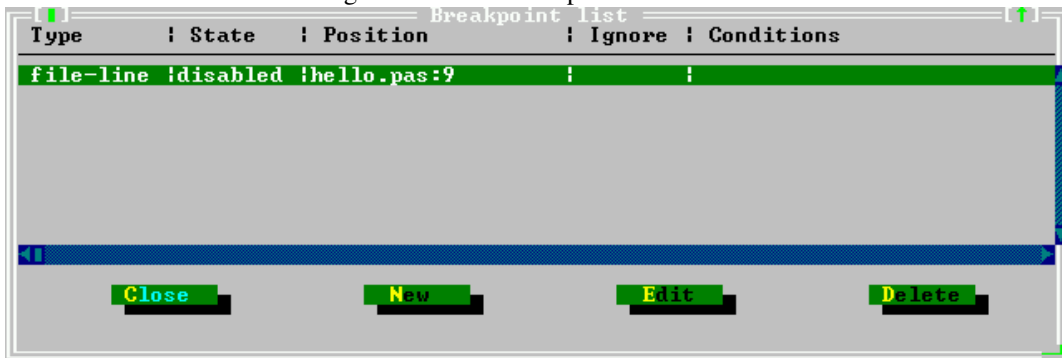 Breakpoint list
Type | State | Position | Ignore | Conditions
file-line |disabled |hello.pas:9 | |
Close New Edit Delete